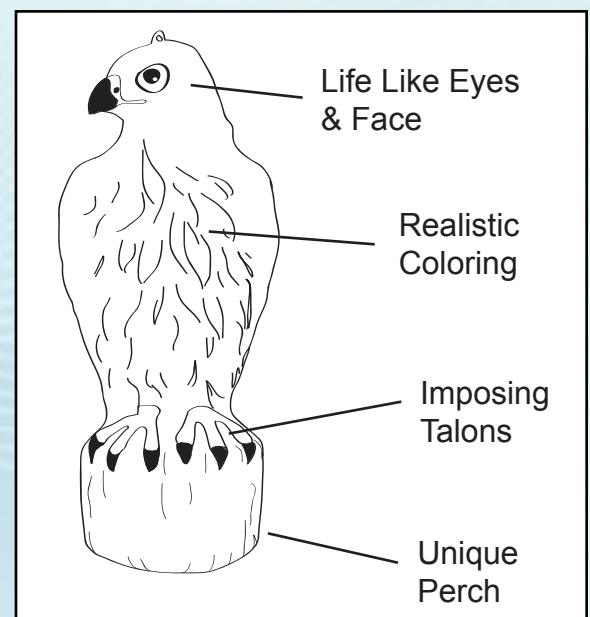 Life Like Eyes
& Face
Realistic
Coloring
Imposing
Talons
Unique
Perch